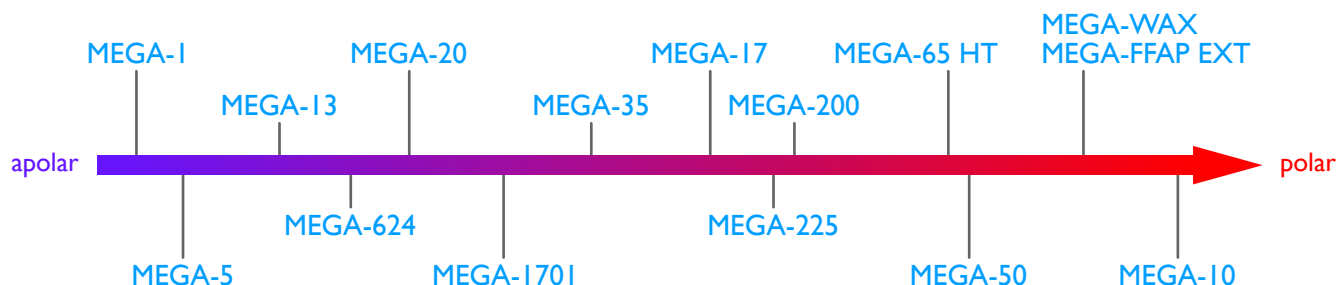 MEGA-WAX
MEGA-1 MEGA-20 MEGA-17 MEGA-65 HT MEGA-FFAP EXT
MEGA-13 MEGA-35 MEGA-200
apolar polar
MEGA-624 MEGA-225
MEGA-5 MEGA-1701 MEGA-50 MEGA-10